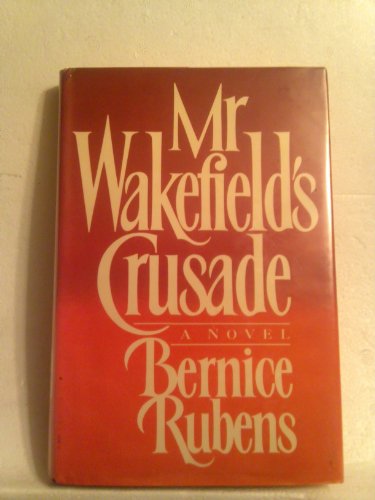 Mr
Wakefield's
Crusade
A NOVEL
Bernice
Rubens